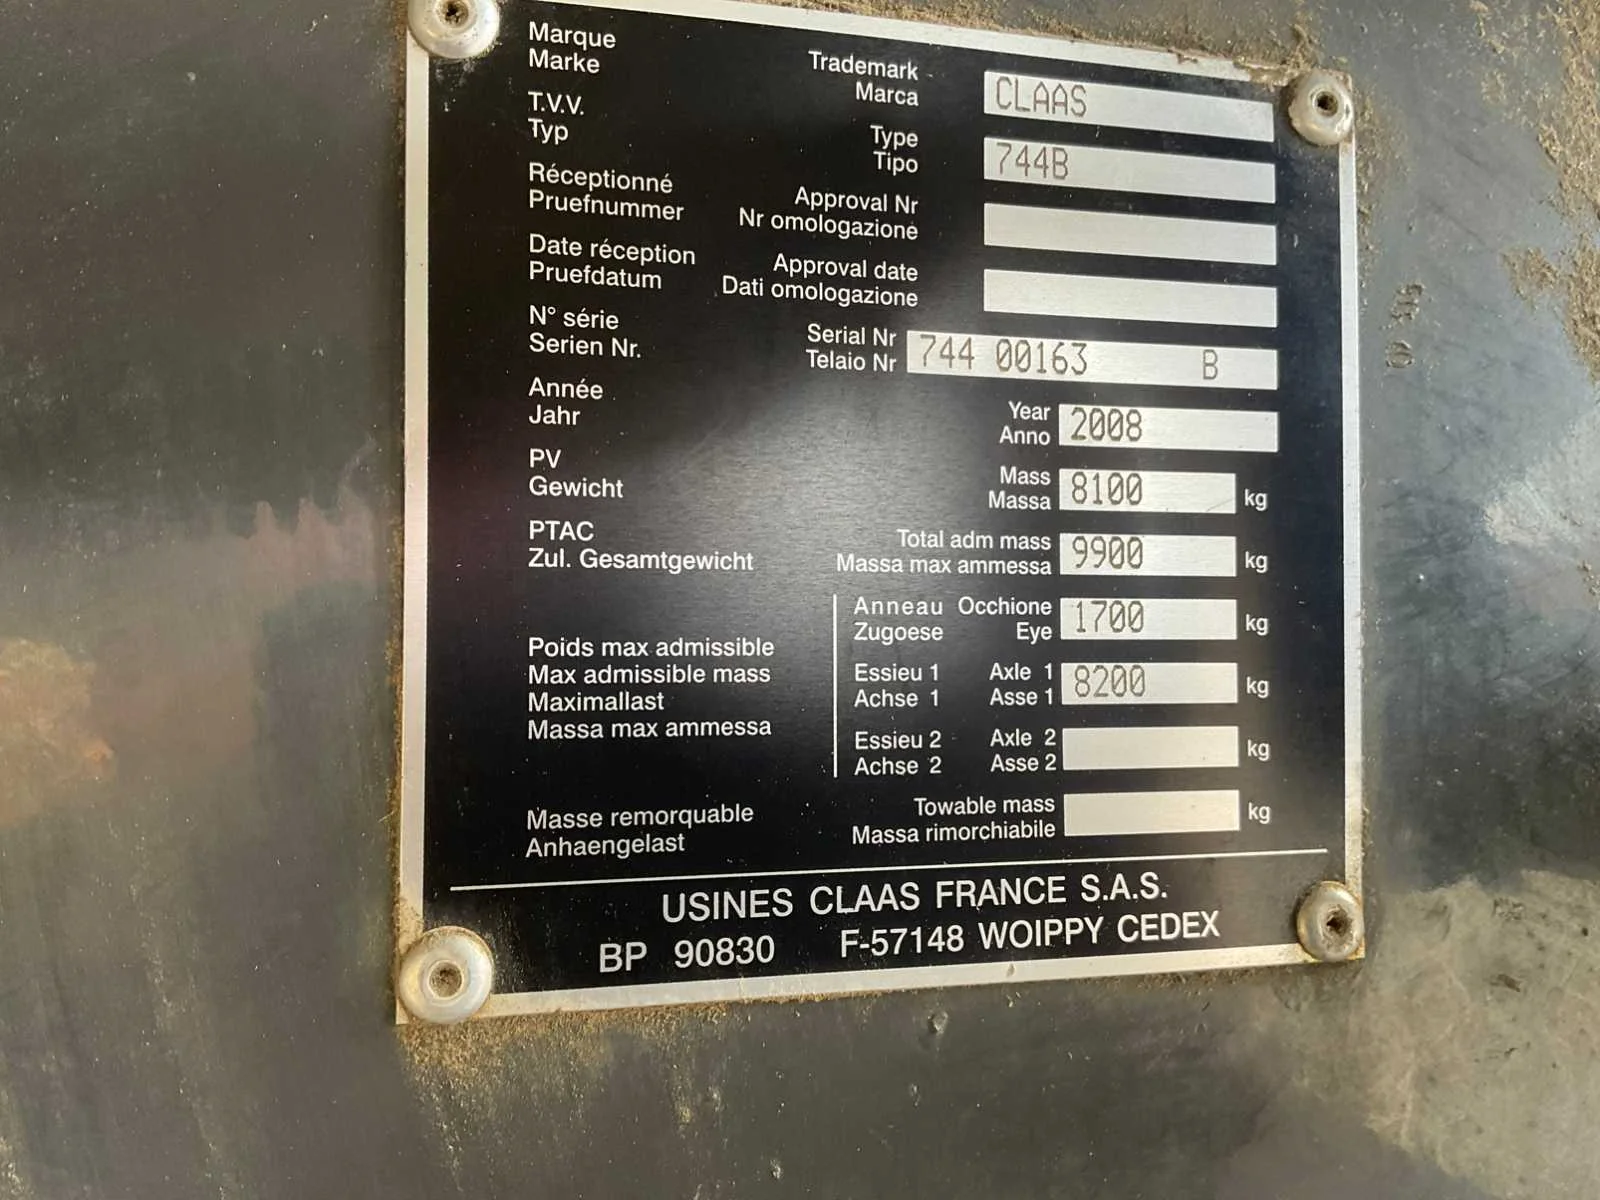 Marque
Marke
Trademark
Marca
CLAAS
T.V.V.
Typ
Type
Tipo
744B
Réceptionné
Pruefnummer
Approval Nr
Nr omologazione
Date réception
Pruefdatum
Approval date
Dati omologazione
N° série
Serien Nr.
Serial Nr
Telaio Nr
744 00163 B
Année
Jahr
Year
Anno
2008
PV
Gewicht
Mass
Massa
8100 kg
PTAC
Zul. Gesamtgewicht
Total adm mass
Massa max ammessa
9900 kg
Poids max admissible
Max admissible mass
Maximallast
Massa max ammessa
Anneau Occhione
Zugoese Eye
1700 kg
Essieu 1 Axle 1
Achse 1 Asse 1
8200 kg
Essieu 2 Axle 2
Achse 2 Asse 2
kg
Masse remorquable
Anhaengelast
Towable mass
Massa rimorchiabile
kg
USINES CLAAS FRANCE S.A.S.
BP 90830 F-57148 WOIPPY CEDEX